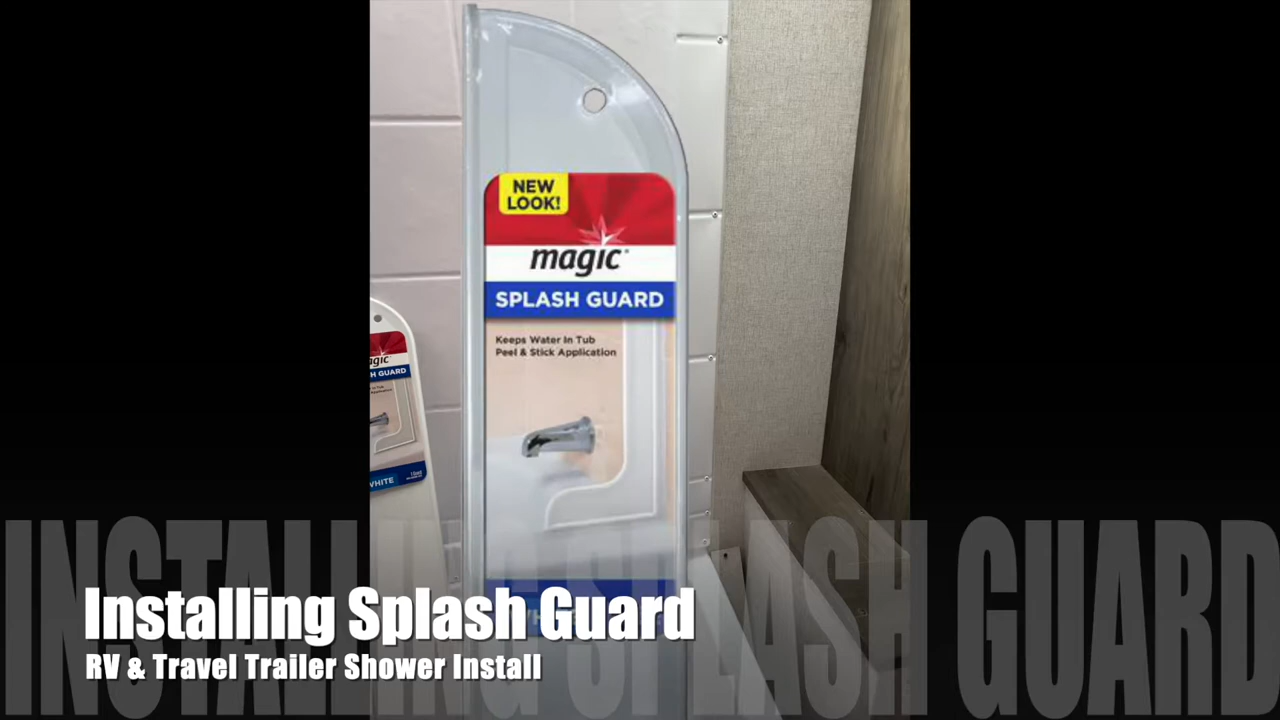 NEW
LOOK!
magic
SPLASH GUARD
Keeps Water In Tub
Peel & Stick Application
H GUARD
WHITE
INSTALLING SPLASH GUARD
Installing Splash Guard
RV & Travel Trailer Shower Install